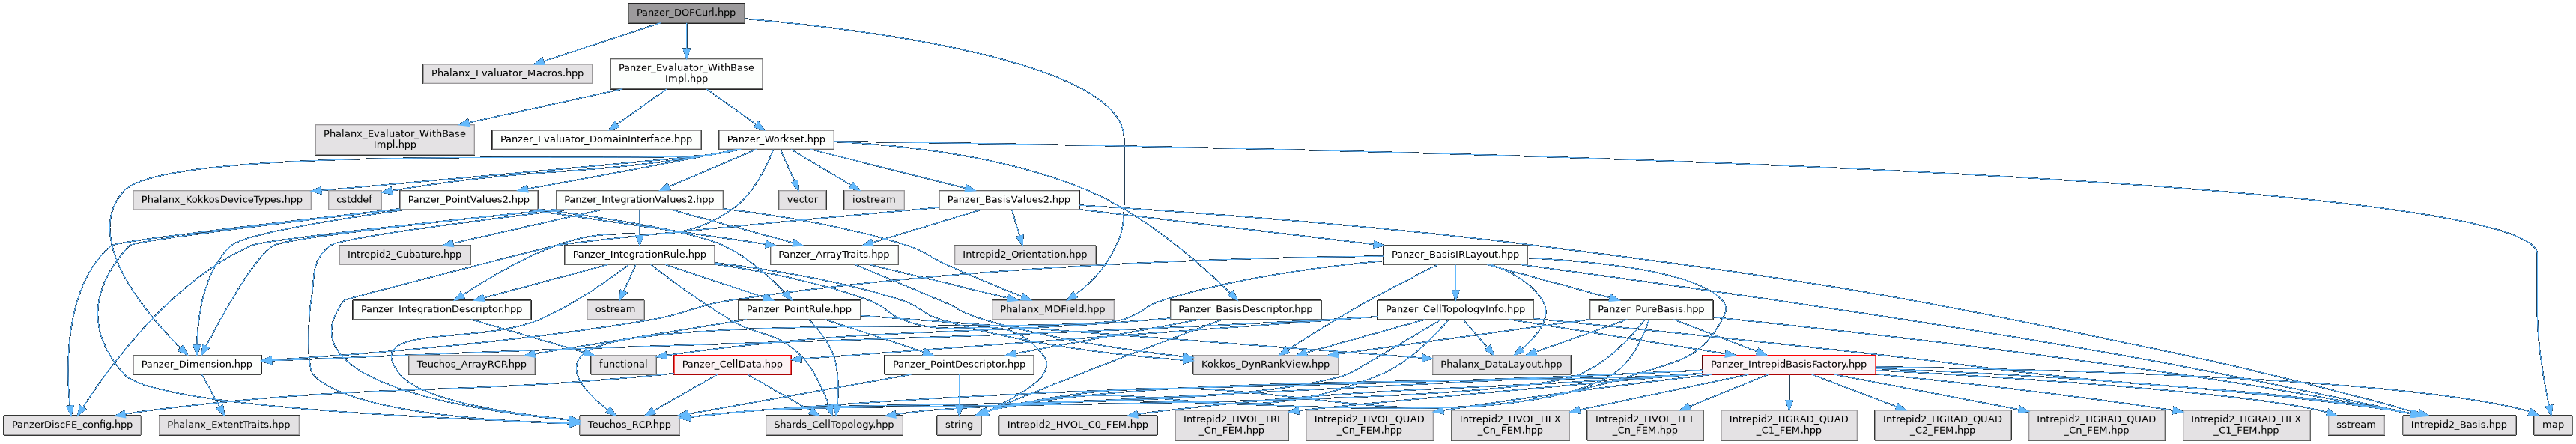 Panzer_DOFCurl.hpp
Phalanx_Evaluator_Macros.hpp
Panzer_Evaluator_WithBase
Impl.hpp
Phalanx_Evaluator_WithBase
Impl.hpp
Panzer_Evaluator_DomainInterface.hpp
Panzer_Workset.hpp
Phalanx_KokkosDeviceTypes.hpp
cstddef
Panzer_PointValues2.hpp
Panzer_IntegrationValues2.hpp
vector
iostream
Panzer_BasisValues2.hpp
Intrepid2_Cubature.hpp
Panzer_IntegrationRule.hpp
Panzer_ArrayTraits.hpp
Intrepid2_Orientation.hpp
Panzer_BasisIRLayout.hpp
Panzer_IntegrationDescriptor.hpp
ostream
Panzer_PointRule.hpp
Phalanx_MDField.hpp
Panzer_BasisDescriptor.hpp
Panzer_CellTopologyInfo.hpp
Panzer_PureBasis.hpp
Panzer_Dimension.hpp
Teuchos_ArrayRCP.hpp
functional
Panzer_CellData.hpp
Panzer_PointDescriptor.hpp
Kokkos_DynRankView.hpp
Phalanx_DataLayout.hpp
Panzer_IntrepidBasisFactory.hpp
PanzerDiscFE_config.hpp
Phalanx_ExtentTraits.hpp
Teuchos_RCP.hpp
Shards_CellTopology.hpp
string
Intrepid2_HVOL_C0_FEM.hpp
Intrepid2_HVOL_TRI
_Cn_FEM.hpp
Intrepid2_HVOL_QUAD
_Cn_FEM.hpp
Intrepid2_HVOL_HEX
_Cn_FEM.hpp
Intrepid2_HVOL_TET
_Cn_FEM.hpp
Intrepid2_HGRAD_QUAD
_C1_FEM.hpp
Intrepid2_HGRAD_QUAD
_C2_FEM.hpp
Intrepid2_HGRAD_QUAD
_Cn_FEM.hpp
Intrepid2_HGRAD_HEX
_C1_FEM.hpp
sstream
Intrepid2_Basis.hpp
map